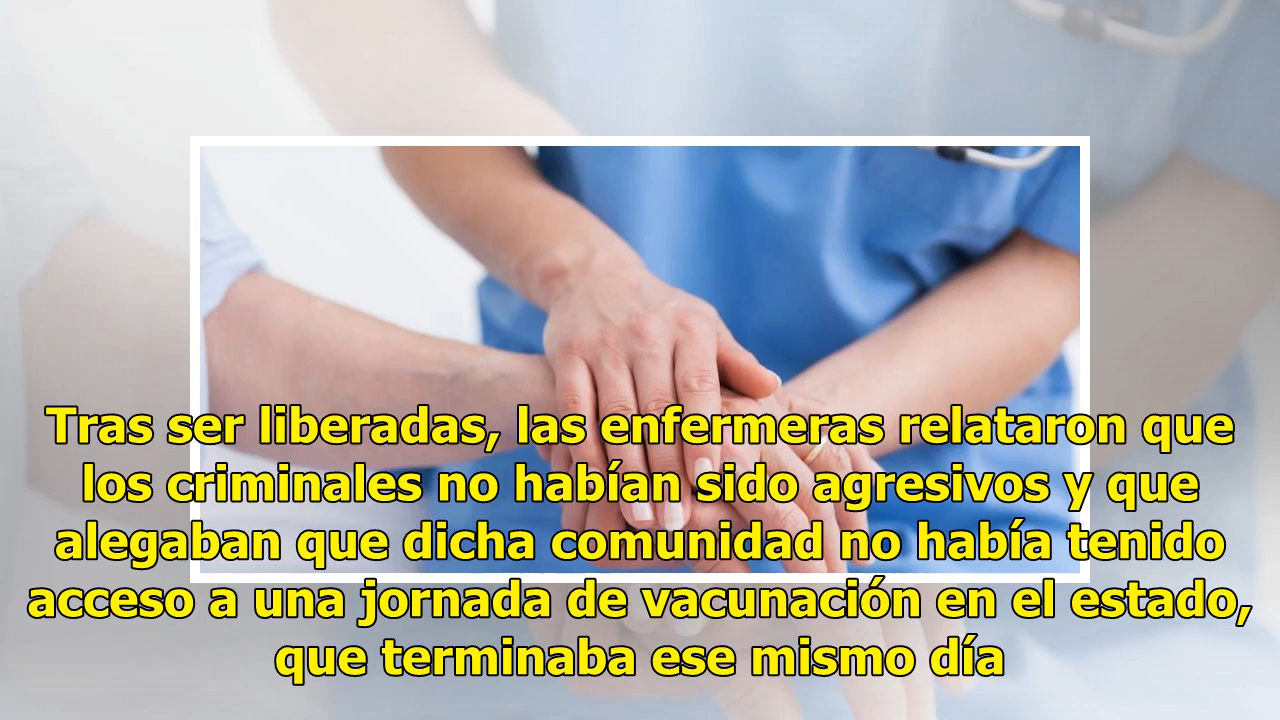 Tras ser liberadas, las enfermeras relataron que
los criminales no habían sido agresivos y que
alegaban que dicha comunidad no había tenido
acceso a una jornada de vacunación en el estado,
que terminaba ese mismo día